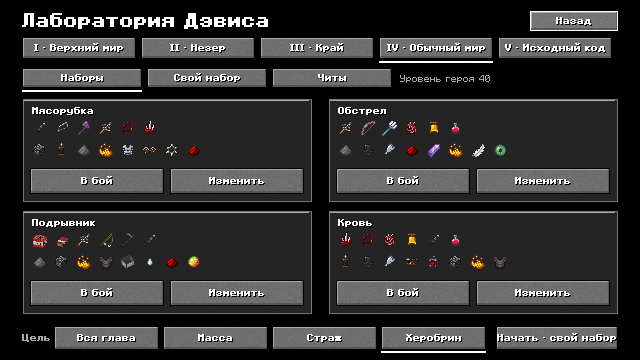 Лаборатория Дэвиса
Назад
I · Верхний мир
II · Незер
III · Край
IV · Обычный мир
V · Исходный код
Наборы
Свой набор
Читы
Уровень героя 40
Мясорубка
В бой
Изменить
Обстрел
В бой
Изменить
Подрывник
В бой
Изменить
Кровь
В бой
Изменить
Цель
Вся глава
Масса
Страж
Херобрин
Начать · свой набор